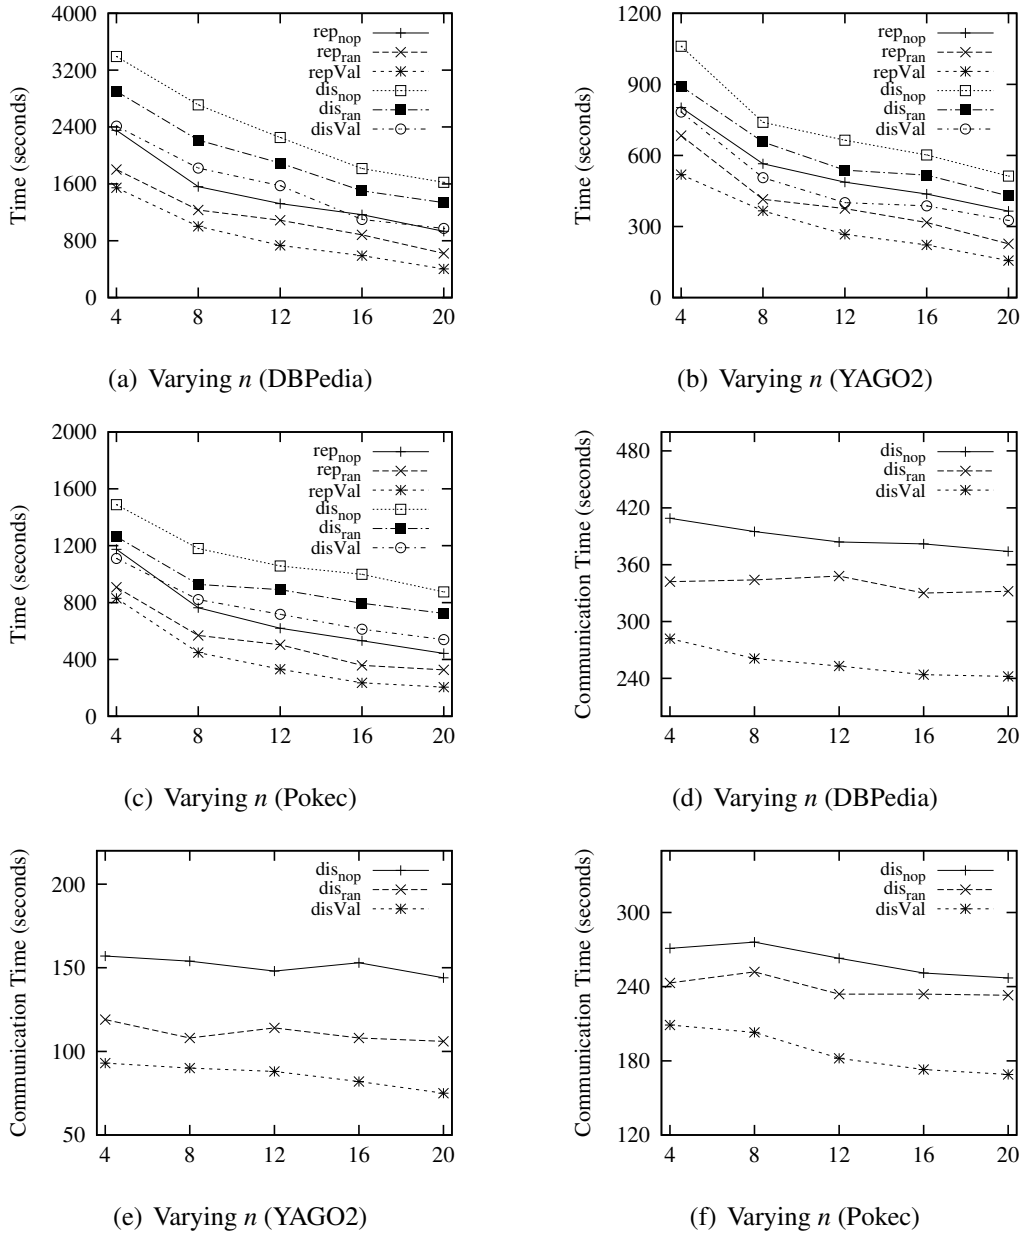 4000
3200
2400
1600
800
0
4 8 12 16 20
Time (seconds)
rep_nop
rep_ran
repVal
dis_nop
dis_ran
disVal
(a) Varying n (DBPedia)
1200
900
600
300
0
4 8 12 16 20
Time (seconds)
rep_nop
rep_ran
repVal
dis_nop
dis_ran
disVal
(b) Varying n (YAGO2)
2000
1600
1200
800
400
0
4 8 12 16 20
Time (seconds)
rep_nop
rep_ran
repVal
dis_nop
dis_ran
disVal
(c) Varying n (Pokec)
480
420
360
300
240
4 8 12 16 20
Communication Time (seconds)
dis_nop
dis_ran
disVal
(d) Varying n (DBPedia)
200
150
100
50
4 8 12 16 20
Communication Time (seconds)
dis_nop
dis_ran
disVal
(e) Varying n (YAGO2)
300
240
180
120
4 8 12 16 20
Communication Time (seconds)
dis_nop
dis_ran
disVal
(f) Varying n (Pokec)